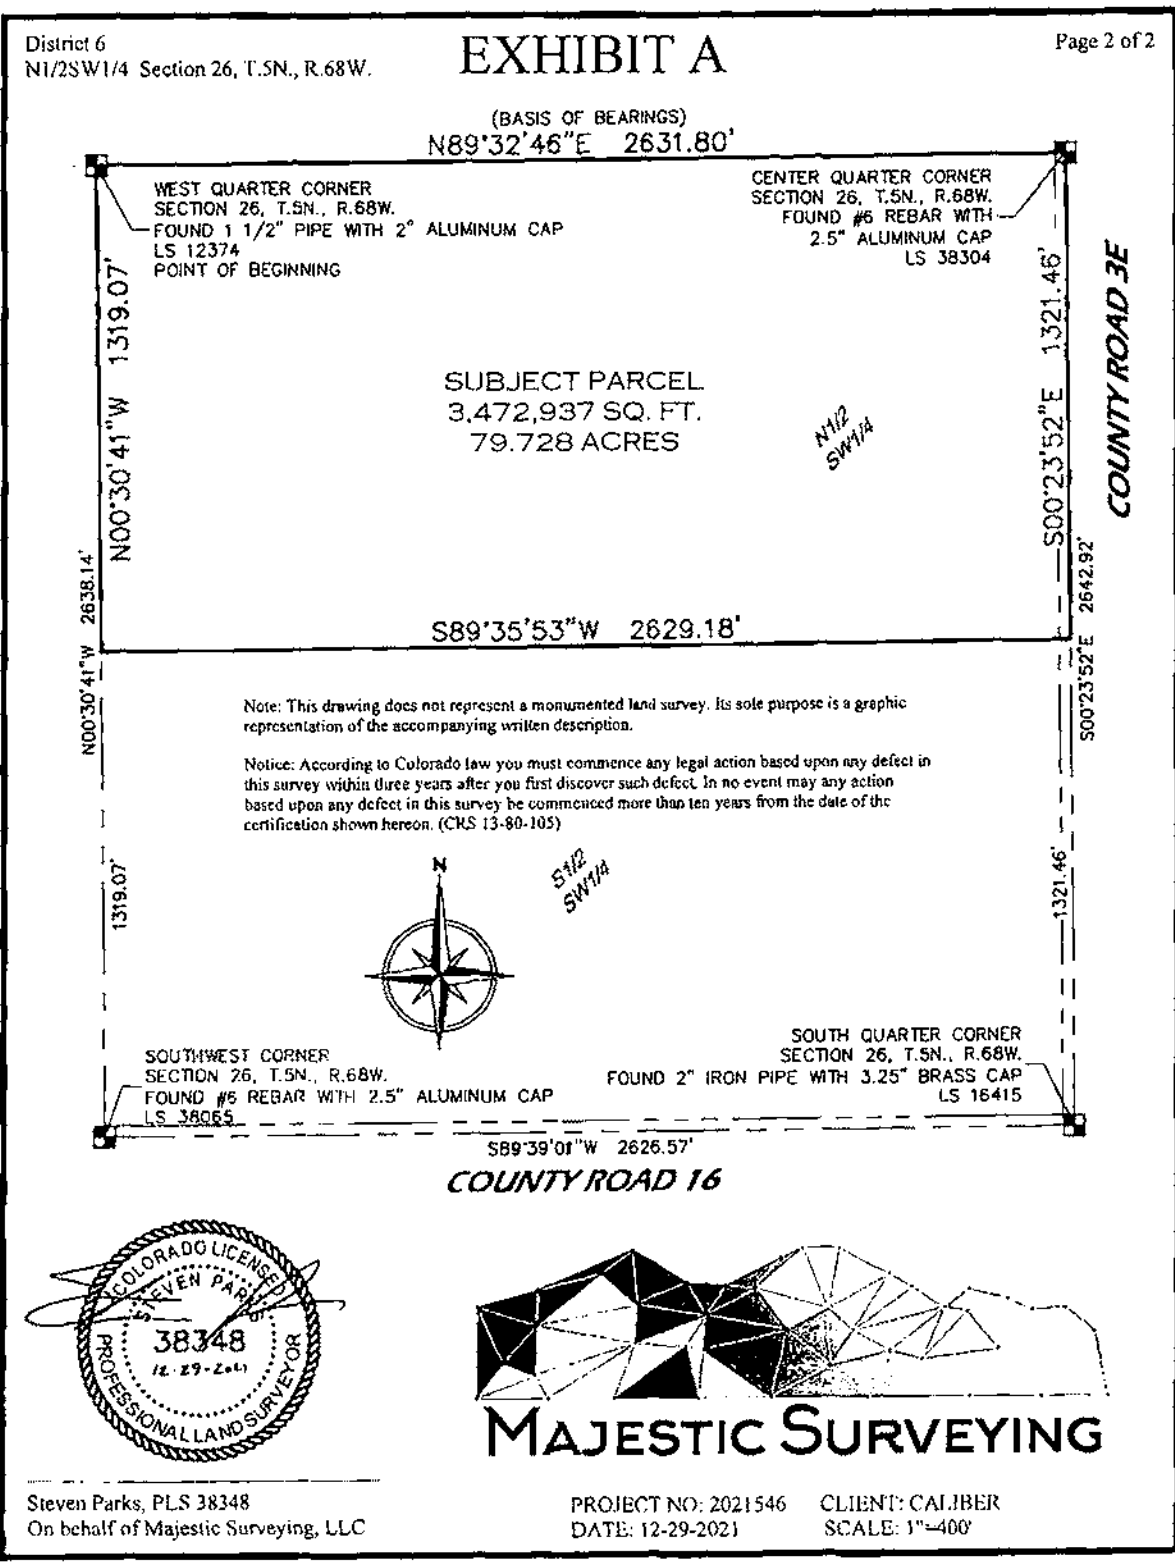 District 6
N1/2SW1/4 Section 26, T.5N., R.68W.
EXHIBIT A
Page 2 of 2
(BASIS OF BEARINGS)
N89°32'46"E 2631.80'
WEST QUARTER CORNER
SECTION 26, T.5N., R.68W.
FOUND 1 1/2" PIPE WITH 2" ALUMINUM CAP
LS 12374
POINT OF BEGINNING
CENTER QUARTER CORNER
SECTION 26, T.5N., R.68W.
FOUND #6 REBAR WITH
2.5" ALUMINUM CAP
LS 38304
N00°30'41"W 1319.07'
S00°23'52"E 1321.46'
COUNTY ROAD 3E
SUBJECT PARCEL
3,472,937 SQ. FT.
79.728 ACRES
N1/2
SW1/4
N00°30'41"W 2638.14'
S00°23'52"E 2642.92'
S89°35'53"W 2629.18'
Note: This drawing does not represent a monumented land survey. Its sole purpose is a graphic
representation of the accompanying written description.
Notice: According to Colorado law you must commence any legal action based upon any defect in
this survey within three years after you first discover such defect. In no event may any action
based upon any defect in this survey be commenced more than ten years from the date of the
certification shown hereon. (CRS 13-80-105)
N
S1/2
SW1/4
1319.07'
1321.46'
SOUTHWEST CORNER
SECTION 26, T.5N., R.68W.
FOUND #6 REBAR WITH 2.5" ALUMINUM CAP
LS 38065
SOUTH QUARTER CORNER
SECTION 26, T.5N., R.68W.
FOUND 2" IRON PIPE WITH 3.25" BRASS CAP
LS 16415
S89°39'01"W 2626.57'
COUNTY ROAD 16
COLORADO LICENSED
STEVEN PARKS
38348
12-29-2021
PROFESSIONAL LAND SURVEYOR
MAJESTIC SURVEYING
Steven Parks, PLS 38348
On behalf of Majestic Surveying, LLC
PROJECT NO: 2021546
DATE: 12-29-2021
CLIENT: CALIBER
SCALE: 1"=400'